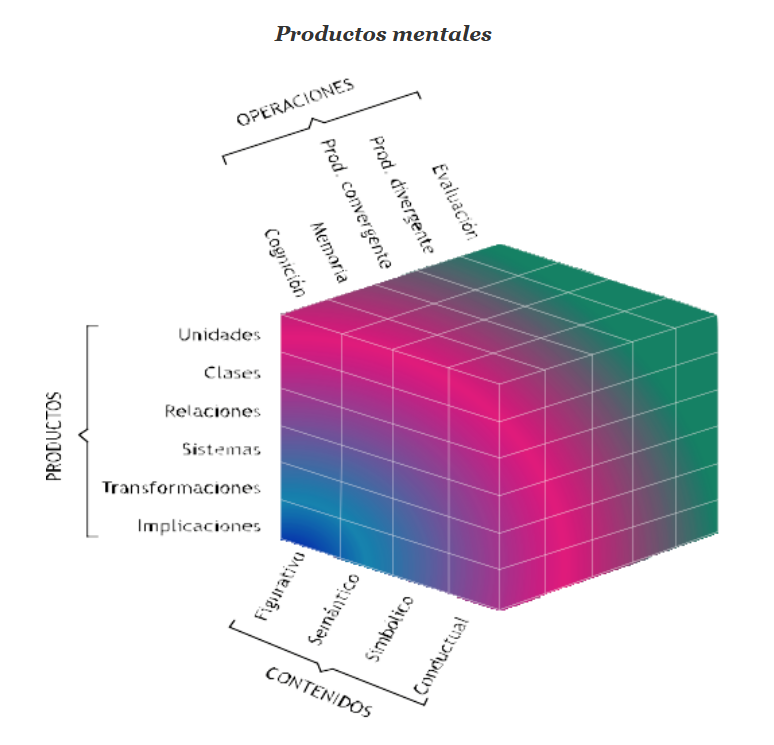 Productos mentales
OPERACIONES
Cognición
Memoria
Prod. convergente
Prod. divergente
Evaluación
PRODUCTOS
Unidades
Clases
Relaciones
Sistemas
Transformaciones
Implicaciones
Figurativo
Semántico
Simbolico
Conductual
CONTENIDOS